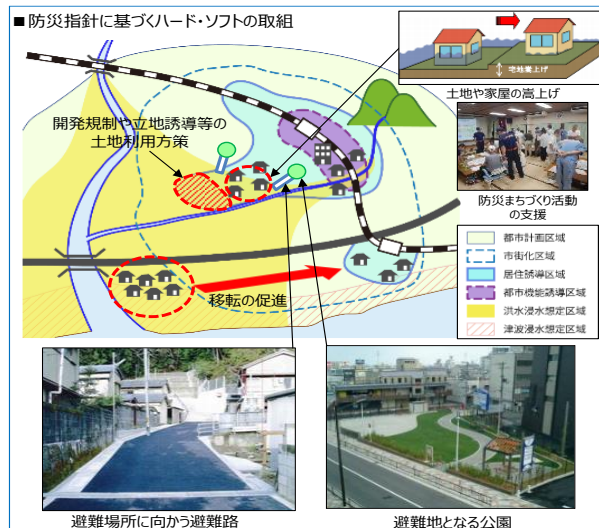 ■防災指針に基づくハード・ソフトの取組
宅地嵩上げ
土地や家屋の嵩上げ
開発規制や立地誘導等の
土地利用方策
防災まちづくり活動
の支援
都市計画区域
市街化区域
居住誘導区域
都市機能誘導区域
洪水浸水想定区域
津波浸水想定区域
移転の促進
避難場所に向かう避難路
避難地となる公園